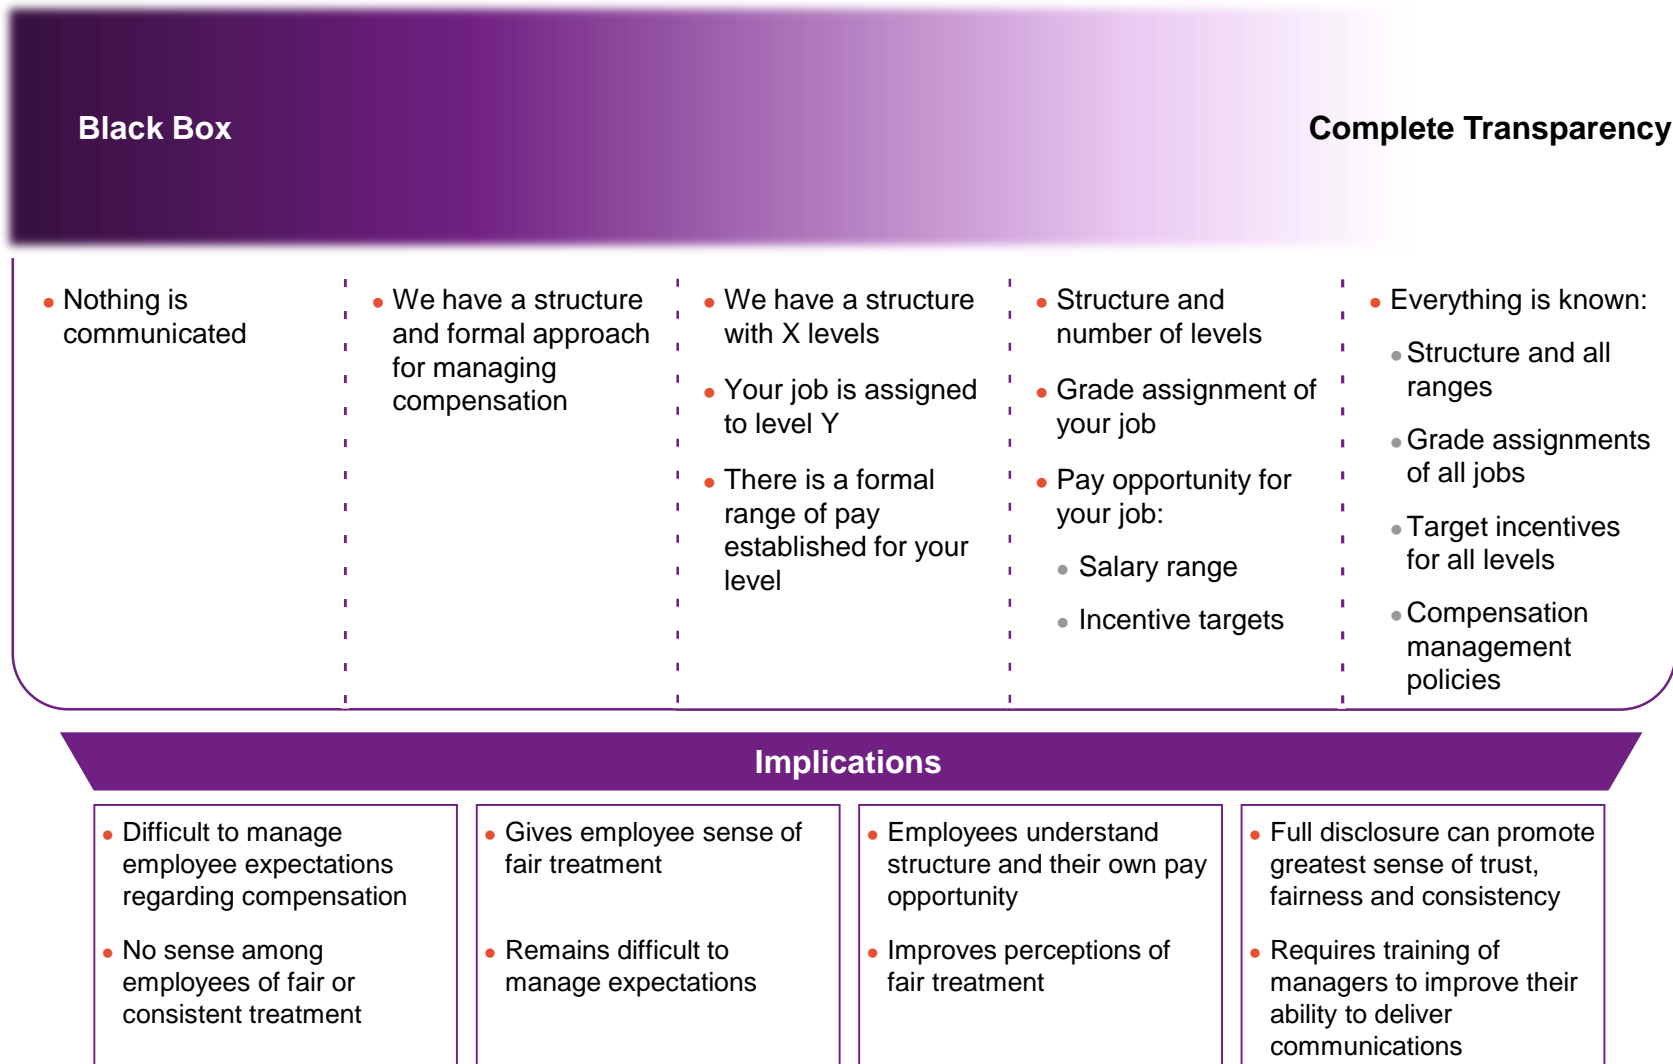 Black Box
Complete Transparency
• Nothing is
communicated
• We have a structure
and formal approach
for managing
compensation
• We have a structure
with X levels
• Your job is assigned
to level Y
• There is a formal
range of pay
established for your
level
• Structure and
number of levels
• Grade assignment of
your job
• Pay opportunity for
your job:
• Salary range
• Incentive targets
• Everything is known:
• Structure and all
ranges
• Grade assignments
of all jobs
• Target incentives
for all levels
• Compensation
management
policies
Implications
• Difficult to manage
employee expectations
regarding compensation
• No sense among
employees of fair or
consistent treatment
• Gives employee sense of
fair treatment
• Remains difficult to
manage expectations
• Employees understand
structure and their own pay
opportunity
• Improves perceptions of
fair treatment
• Full disclosure can promote
greatest sense of trust,
fairness and consistency
• Requires training of
managers to improve their
ability to deliver
communications